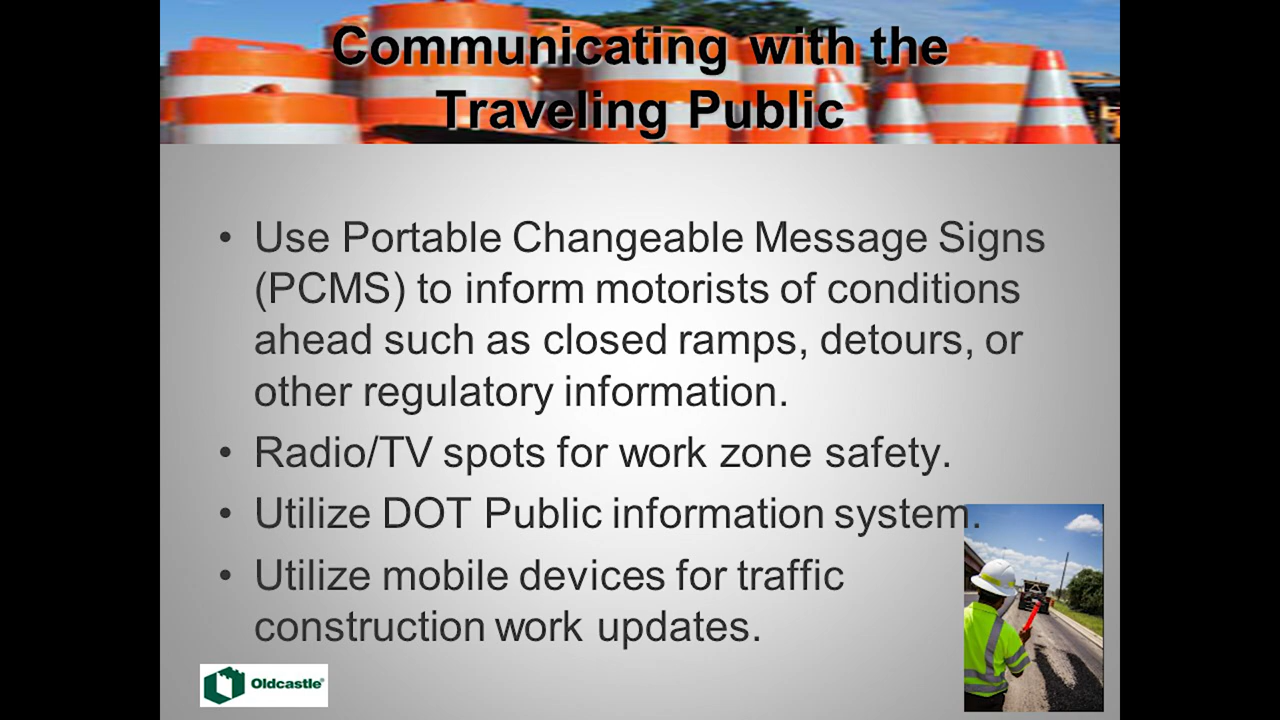 Communicating with the
Traveling Public
• Use Portable Changeable Message Signs
(PCMS) to inform motorists of conditions
ahead such as closed ramps, detours, or
other regulatory information.
• Radio/TV spots for work zone safety.
• Utilize DOT Public information system.
• Utilize mobile devices for traffic
construction work updates.
Oldcastle®